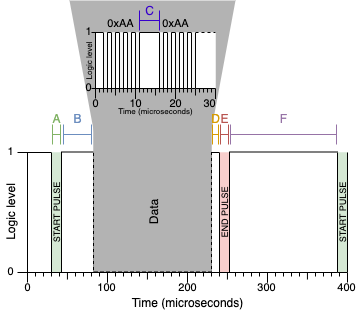 C
0xAA
0xAA
1
Logic level
0
0
10
20
30
Time (microseconds)
A
B
D
E
F
1
Logic level
0
START PULSE
Data
END PULSE
START PULSE
0
100
200
300
400
Time (microseconds)